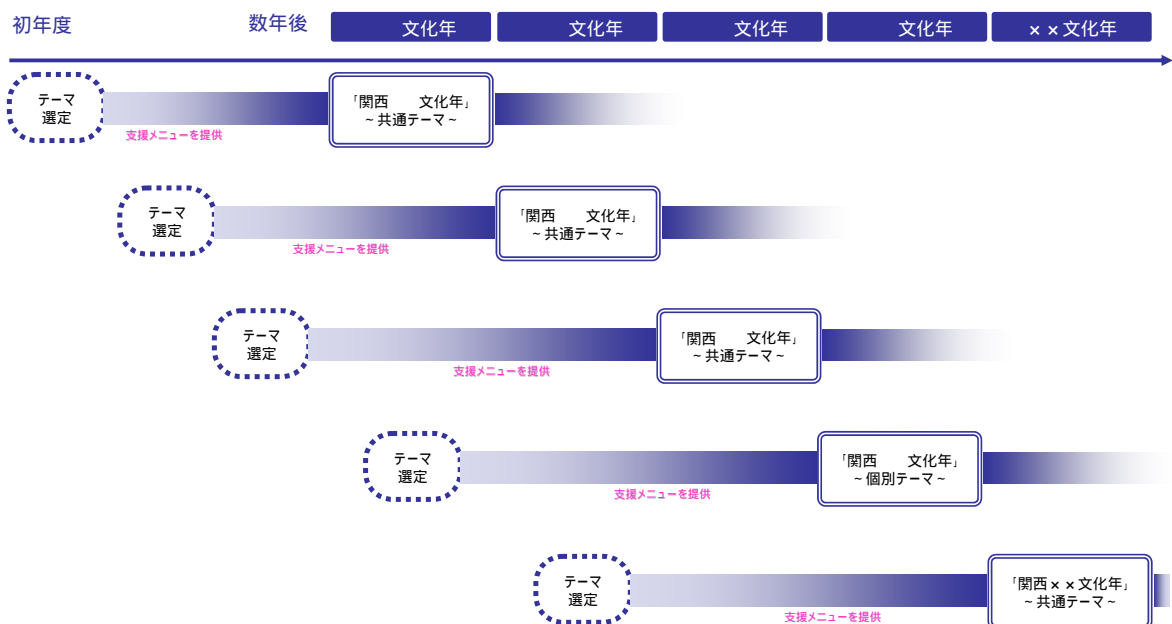 初年度
数年後
文化年
文化年
文化年
文化年
××文化年
テーマ
選定
支援メニューを提供
「関西　　文化年」
~共通テーマ~
テーマ
選定
支援メニューを提供
「関西　　文化年」
~共通テーマ~
テーマ
選定
支援メニューを提供
「関西　　文化年」
~共通テーマ~
テーマ
選定
支援メニューを提供
「関西　　文化年」
~個別テーマ~
テーマ
選定
支援メニューを提供
「関西××文化年」
~共通テーマ~